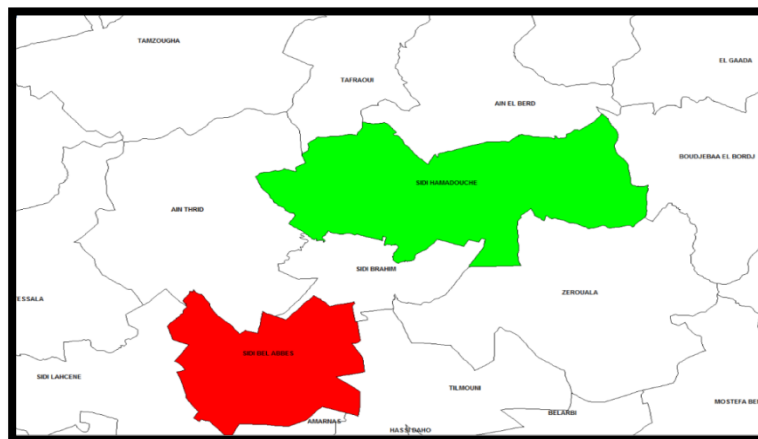 TAMZOUGHA
EL GAADA
TAFRAOUI
AIN EL BERD
BOUDJEBAA EL BORDJ
SIDI HAMADOUCHE
AIN THRID
SIDI BRAHIM
ZEROUALA
TESSALA
SIDI BEL ABBES
SIDI LAHCENE
TILMOUNI
MOSTEFA BE
BELARBI
AMARNAS
HASSI DAHO